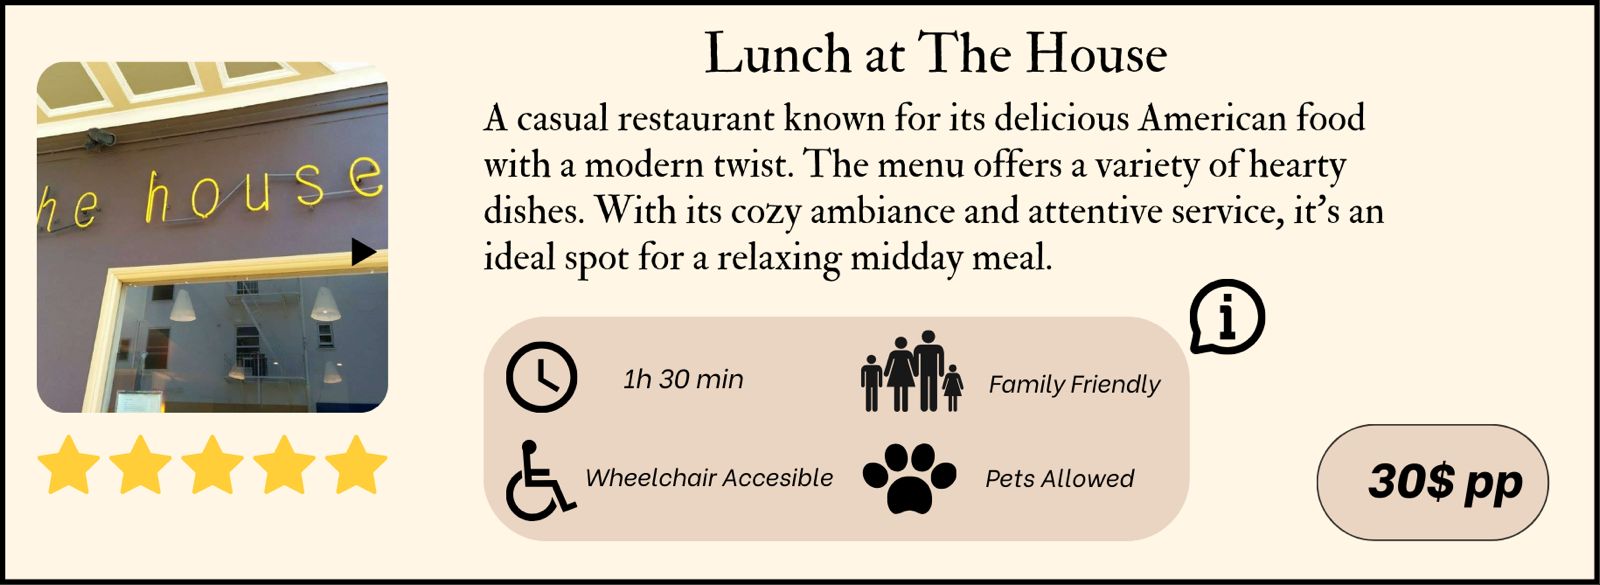 Lunch at The House
A casual restaurant known for its delicious American food
with a modern twist. The menu offers a variety of hearty
dishes. With its cozy ambiance and attentive service, it's an
ideal spot for a relaxing midday meal.
he house
1h 30 min
Family Friendly
Wheelchair Accesible
Pets Allowed
30$ pp